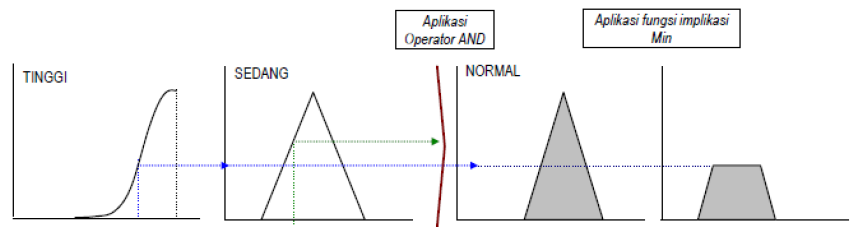 Aplikasi
Operator AND
Aplikasi fungsi implikasi
Min
TINGGI
SEDANG
NORMAL